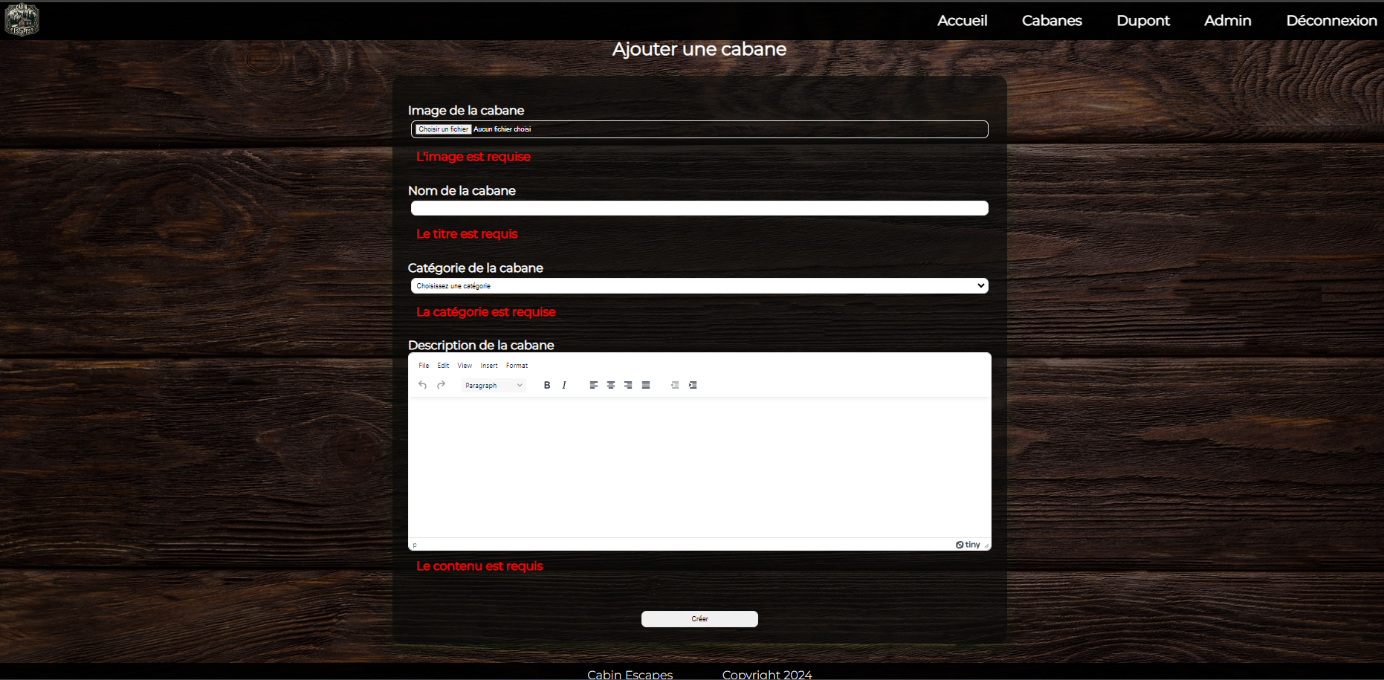 Accueil Cabanes Dupont Admin Déconnexion
Ajouter une cabane
Image de la cabane
Choisir un fichier Aucun fichier choisi
L'image est requise
Nom de la cabane
Le titre est requis
Catégorie de la cabane
Choisissez une catégorie
La catégorie est requise
Description de la cabane
File Edit View Insert Format
Paragraph B I
p tiny
Le contenu est requis
Créer
Cabin Escapes Copyright 2024